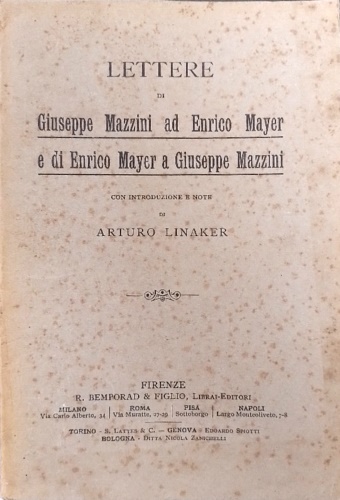 LETTERE
DI
Giuseppe Mazzini ad Enrico Mayer
e di Enrico Mayer a Giuseppe Mazzini
CON INTRODUZIONE E NOTE
DI
ARTURO LINAKER
FIRENZE
R. BEMPORAD & FIGLIO, LIBRAI-EDITORI
MILANO ROMA PISA NAPOLI
Via Carlo Alberto, 34 Via Muratte, 27-29 Sottoborgo Largo Monteoliveto, 7-8
TORINO - S. LATTES & C. — GENOVA - EDOARDO SPIOTTI
BOLOGNA - DITTA NICOLA ZANICHELLI